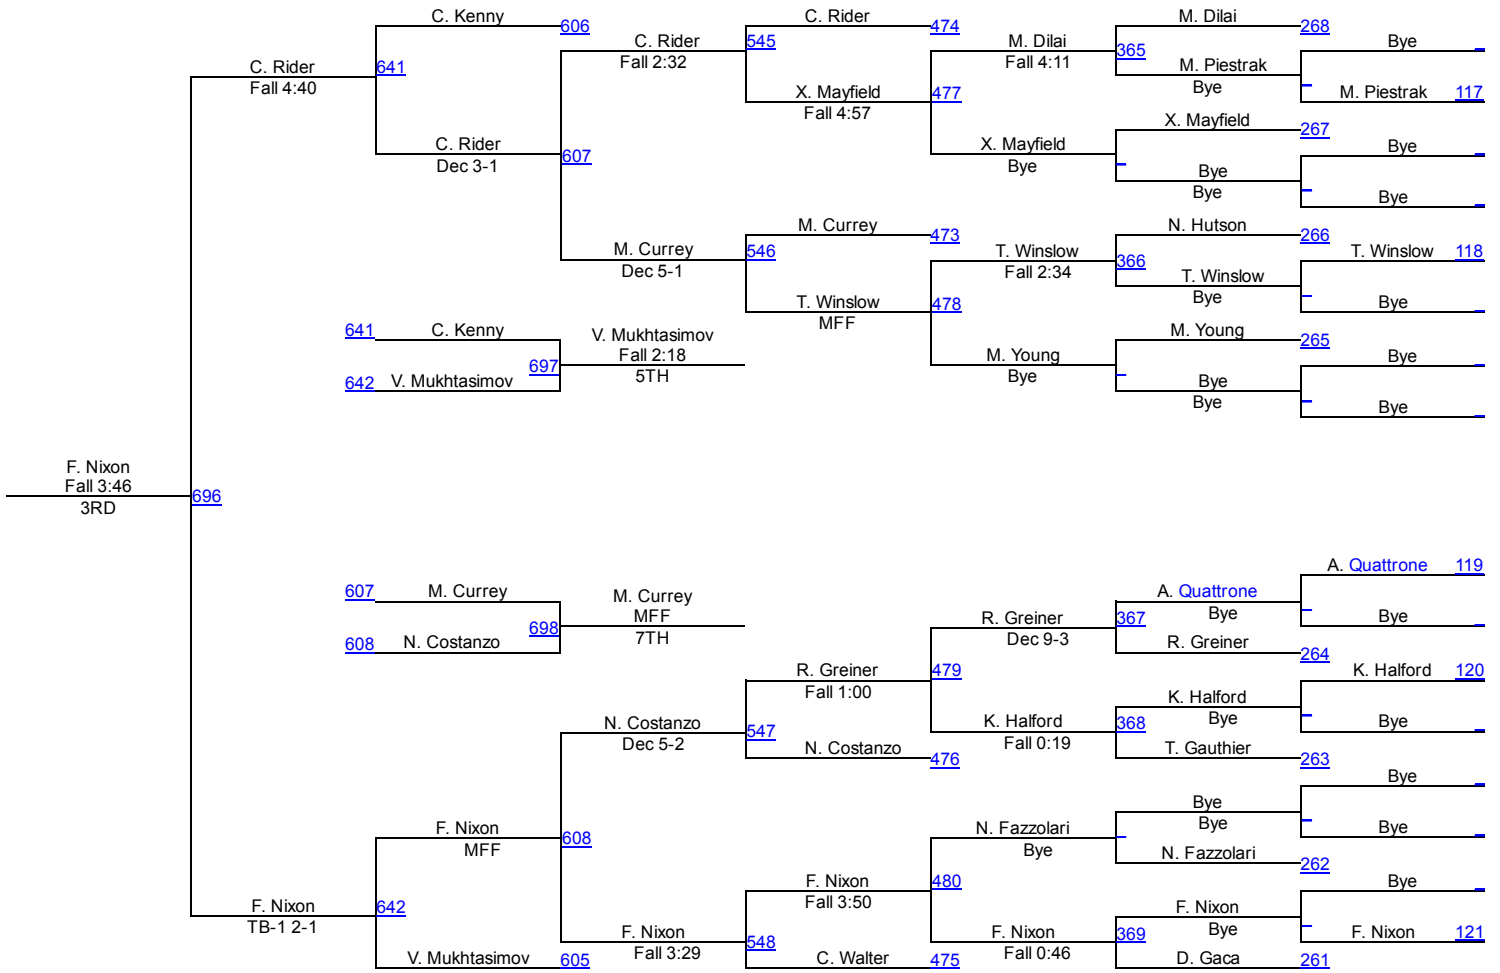 C. Kenny 606
C. Rider 474
M. Dilai 268
C. Rider 545
Fall 2:32
M. Dilai 365
Fall 4:11
Bye
C. Rider 641
Fall 4:40
M. Piestrak
Bye
X. Mayfield 477
Fall 4:57
M. Piestrak 117
X. Mayfield 267
C. Rider 607
Dec 3-1
X. Mayfield
Bye
Bye
Bye
Bye
Bye
M. Currey 473
N. Hutson 266
M. Currey 546
Dec 5-1
T. Winslow 366
Fall 2:34
T. Winslow 118
T. Winslow
Bye
T. Winslow 478
MFF
Bye
641 C. Kenny
V. Mukhtasimov
Fall 2:18
5TH
697
642 V. Mukhtasimov
M. Young 265
M. Young
Bye
Bye
Bye
Bye
Bye
F. Nixon
Fall 3:46
3RD
696
A. Quattrone 119
607 M. Currey
M. Currey
MFF
7TH
698
608 N. Costanzo
A. Quattrone
Bye
Bye
R. Greiner 367
Dec 9-3
R. Greiner 264
R. Greiner 479
Fall 1:00
K. Halford 120
K. Halford
Bye
Bye
N. Costanzo 547
Dec 5-2
K. Halford 368
Fall 0:19
N. Costanzo 476
T. Gauthier 263
Bye
Bye
Bye
Bye
F. Nixon 608
MFF
N. Fazzolari
Bye
N. Fazzolari 262
F. Nixon 480
Fall 3:50
Bye
F. Nixon 642
TB-1 2-1
F. Nixon
Bye
F. Nixon 548
Fall 3:29
F. Nixon 369
Fall 0:46
F. Nixon 121
V. Mukhtasimov 605
C. Walter 475
D. Gaca 261